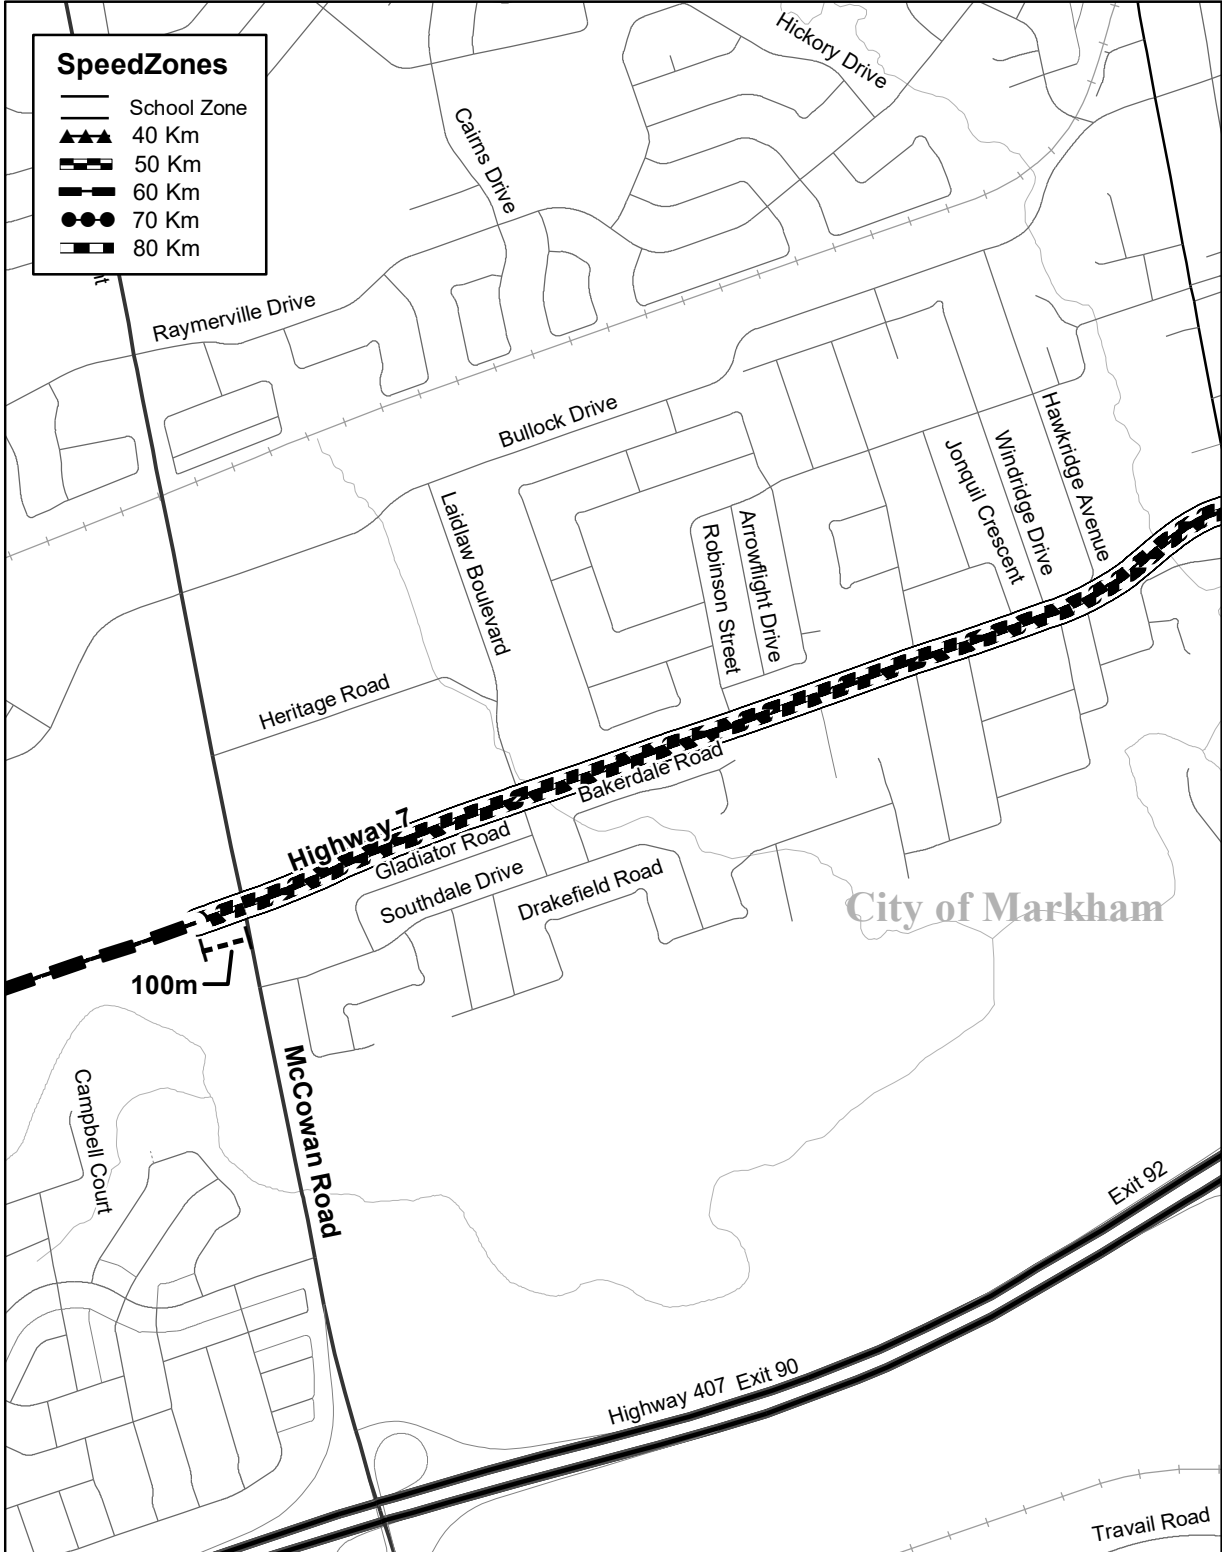 SpeedZones
School Zone
40 Km
50 Km
60 Km
70 Km
80 Km
Hickory Drive
Cairns Drive
Raymerville Drive
Bullock Drive
Hawkridge Avenue
Windridge Drive
Jonquil Crescent
Laidlaw Boulevard
Arrowflight Drive
Robinson Street
Heritage Road
Bakerdale Road
Highway 7
Gladiator Road
Southdale Drive
Drakefield Road
City of Markham
100m
McCowan Road
Campbell Court
Exit 92
Highway 407 Exit 90
Travail Road